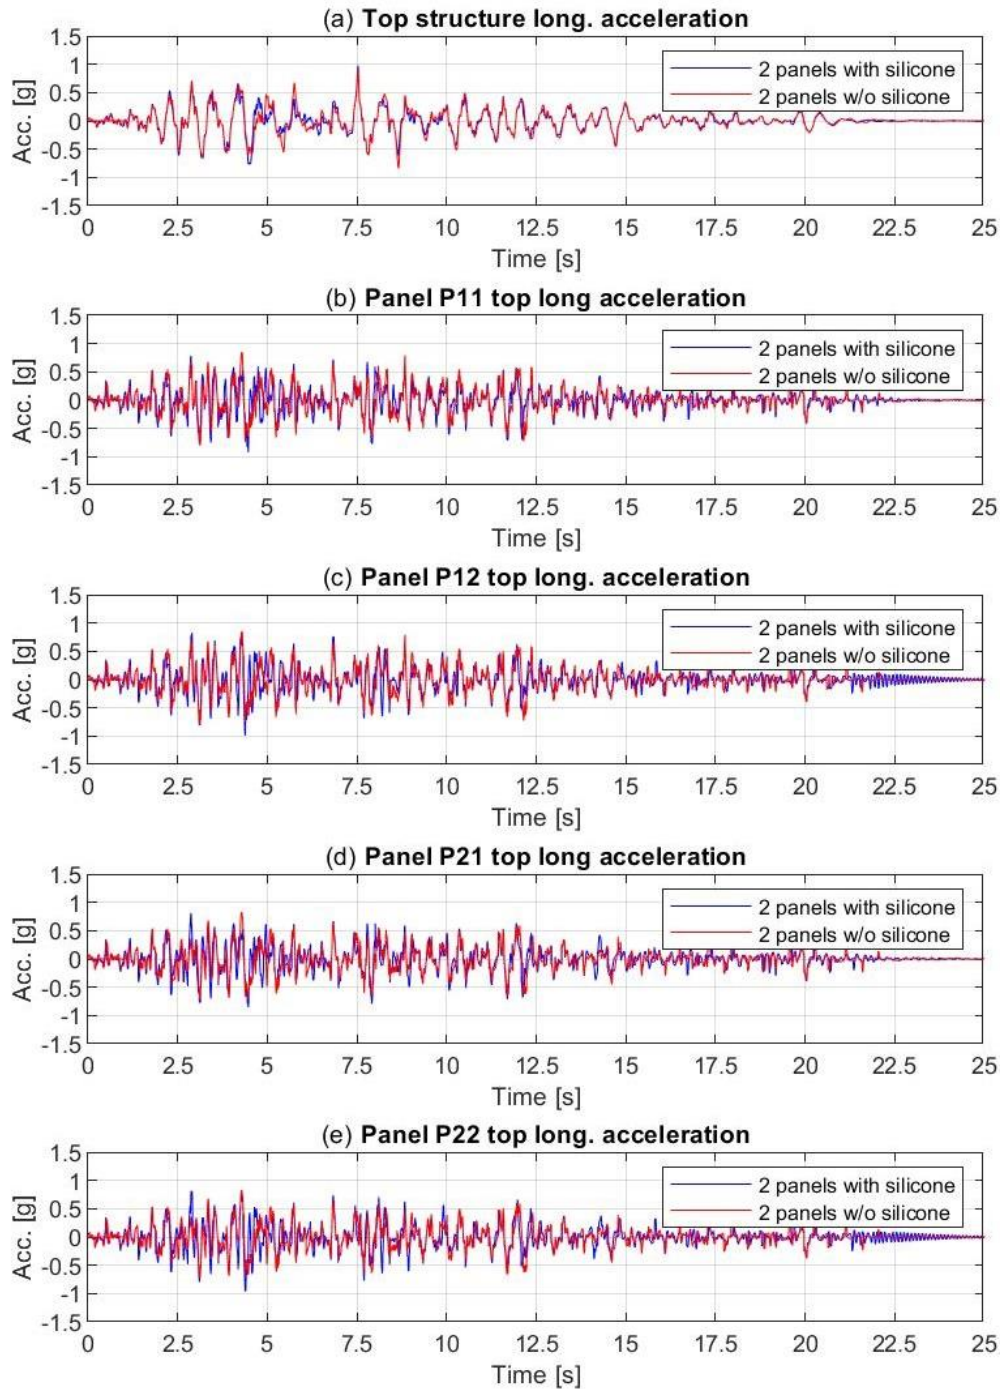 (a) Top structure long. acceleration
1.5
1
0.5
0
-0.5
-1
-1.5
Acc. [g]
2 panels with silicone
2 panels w/o silicone
0 2.5 5 7.5 10 12.5 15 17.5 20 22.5 25
Time [s]
(b) Panel P11 top long acceleration
1.5
1
0.5
0
-0.5
-1
-1.5
Acc. [g]
2 panels with silicone
2 panels w/o silicone
0 2.5 5 7.5 10 12.5 15 17.5 20 22.5 25
Time [s]
(c) Panel P12 top long. acceleration
1.5
1
0.5
0
-0.5
-1
-1.5
Acc. [g]
2 panels with silicone
2 panels w/o silicone
0 2.5 5 7.5 10 12.5 15 17.5 20 22.5 25
Time [s]
(d) Panel P21 top long acceleration
1.5
1
0.5
0
-0.5
-1
-1.5
Acc. [g]
2 panels with silicone
2 panels w/o silicone
0 2.5 5 7.5 10 12.5 15 17.5 20 22.5 25
Time [s]
(e) Panel P22 top long. acceleration
1.5
1
0.5
0
-0.5
-1
-1.5
Acc. [g]
2 panels with silicone
2 panels w/o silicone
0 2.5 5 7.5 10 12.5 15 17.5 20 22.5 25
Time [s]